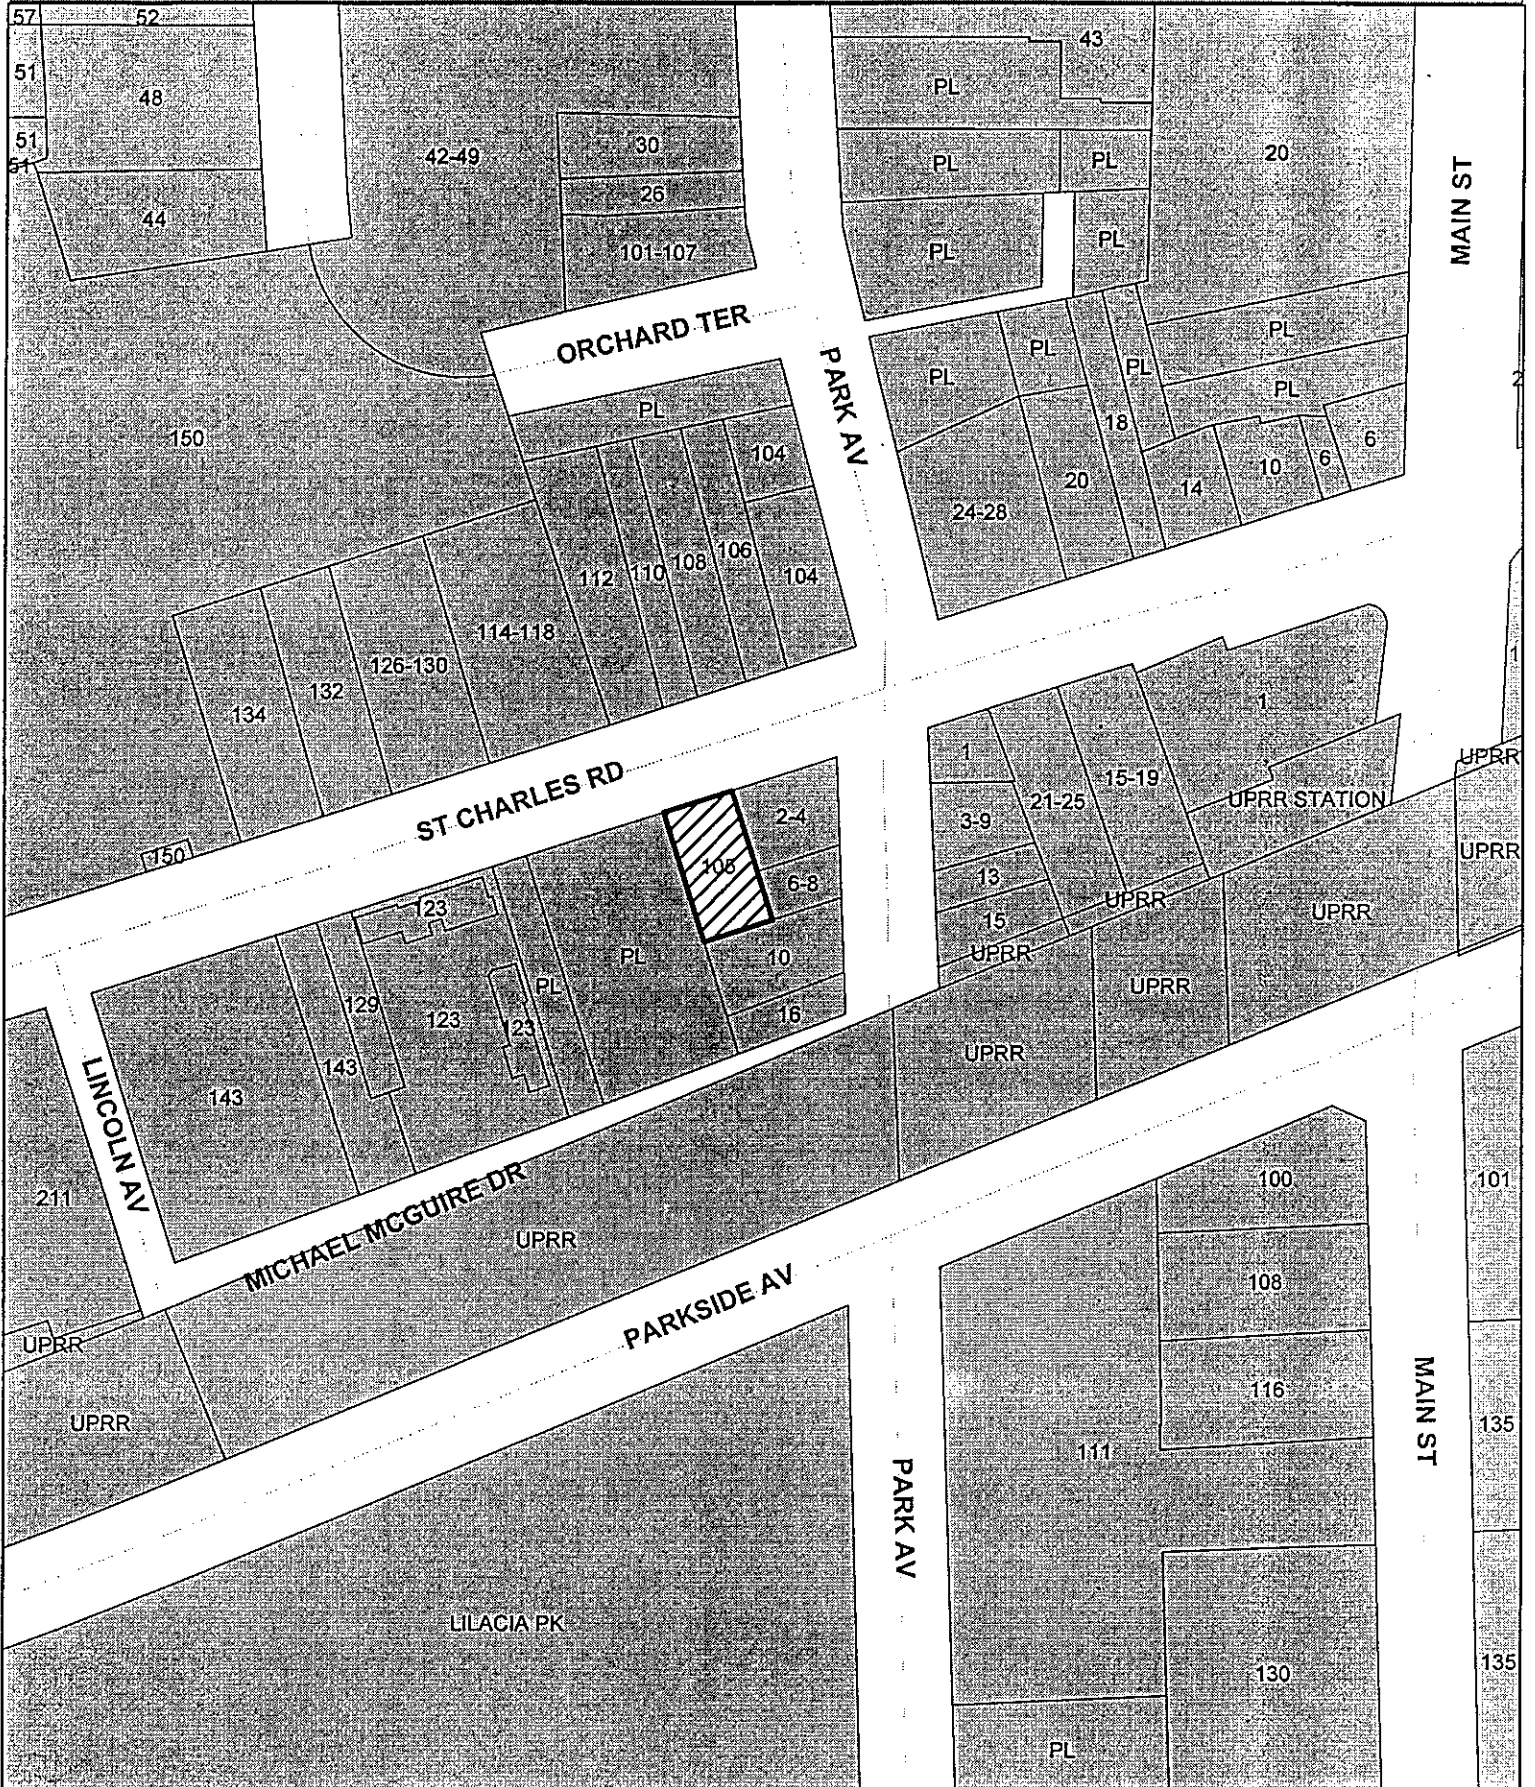 57
52
43
51
48
PL
51
30
42-49
PL
PL
20
51
26
44
101-107
PL
PL
MAIN ST
ORCHARD TER
PL
PL
PARK AV
PL
PL
PL
PL
150
104
18
6
112
110
108
106
104
24-28
20
14
10
6
114-118
126-130
132
134
1
1
UPRR
ST CHARLES RD
15-19
21-25
UPRR STATION
2-4
3-9
150
6-8
13
UPRR
123
15
UPRR
UPRR
PL
10
UPRR
129
123
PL
UPRR
123
16
UPRR
LINCOLN AV
143
143
211
MICHAEL MCGUIRE DR
UPRR
100
101
PARKSIDE AV
108
UPRR
116
UPRR
111
135
MAIN ST
PARK AV
LILACIA PK
130
135
PL